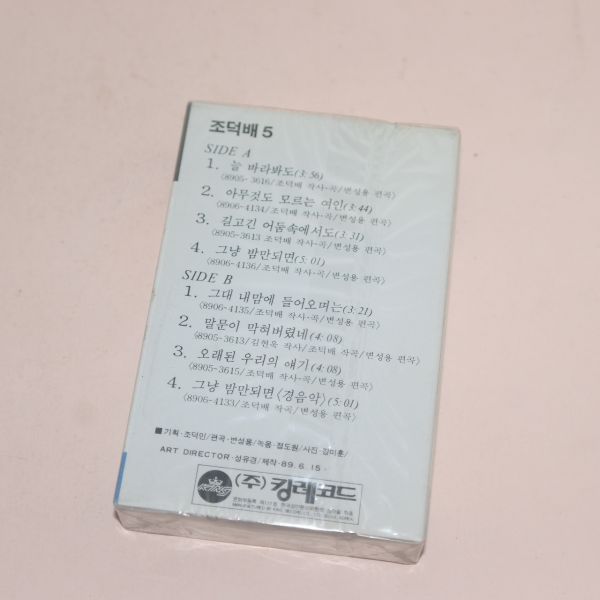 조덕배 5
SIDE A
1. 늘 바라봐도(3:56)
〈8905-3616/조덕배 작사·곡/변성용 편곡〉
2. 아무것도 모르는 여인(3:44)
〈8906-4134/조덕배 작사·곡/변성용 편곡〉
3. 길고긴 어둠속에서도(3:31)
〈8905-3613 조덕배 작사·곡/변성용 편곡〉
4. 그냥 밤만되면(5:01)
〈8906-4136/조덕배 작사·곡/변성용 편곡〉
SIDE B
1. 그대 내맘에 들어오며는(3:21)
〈8906-4135/조덕배 작사·곡/변성용 편곡〉
2. 말문이 막혀버렸네(4:08)
〈8905-3613/김현욱 작사/조덕배 작곡/변성용 편곡〉
3. 오래된 우리의 얘기(4:08)
〈8905-3615/조덕배 작사·곡/변성용 편곡〉
4. 그냥 밤만되면〈경음악〉(5:01)
〈8906-4133/조덕배 작곡/변성용 편곡〉
■기획·조덕민/편곡·변성용/녹음·정도원/사진·김미훈/
ART DIRECTOR·성유경/제작·89.6.15·
KING (주)킹레코드